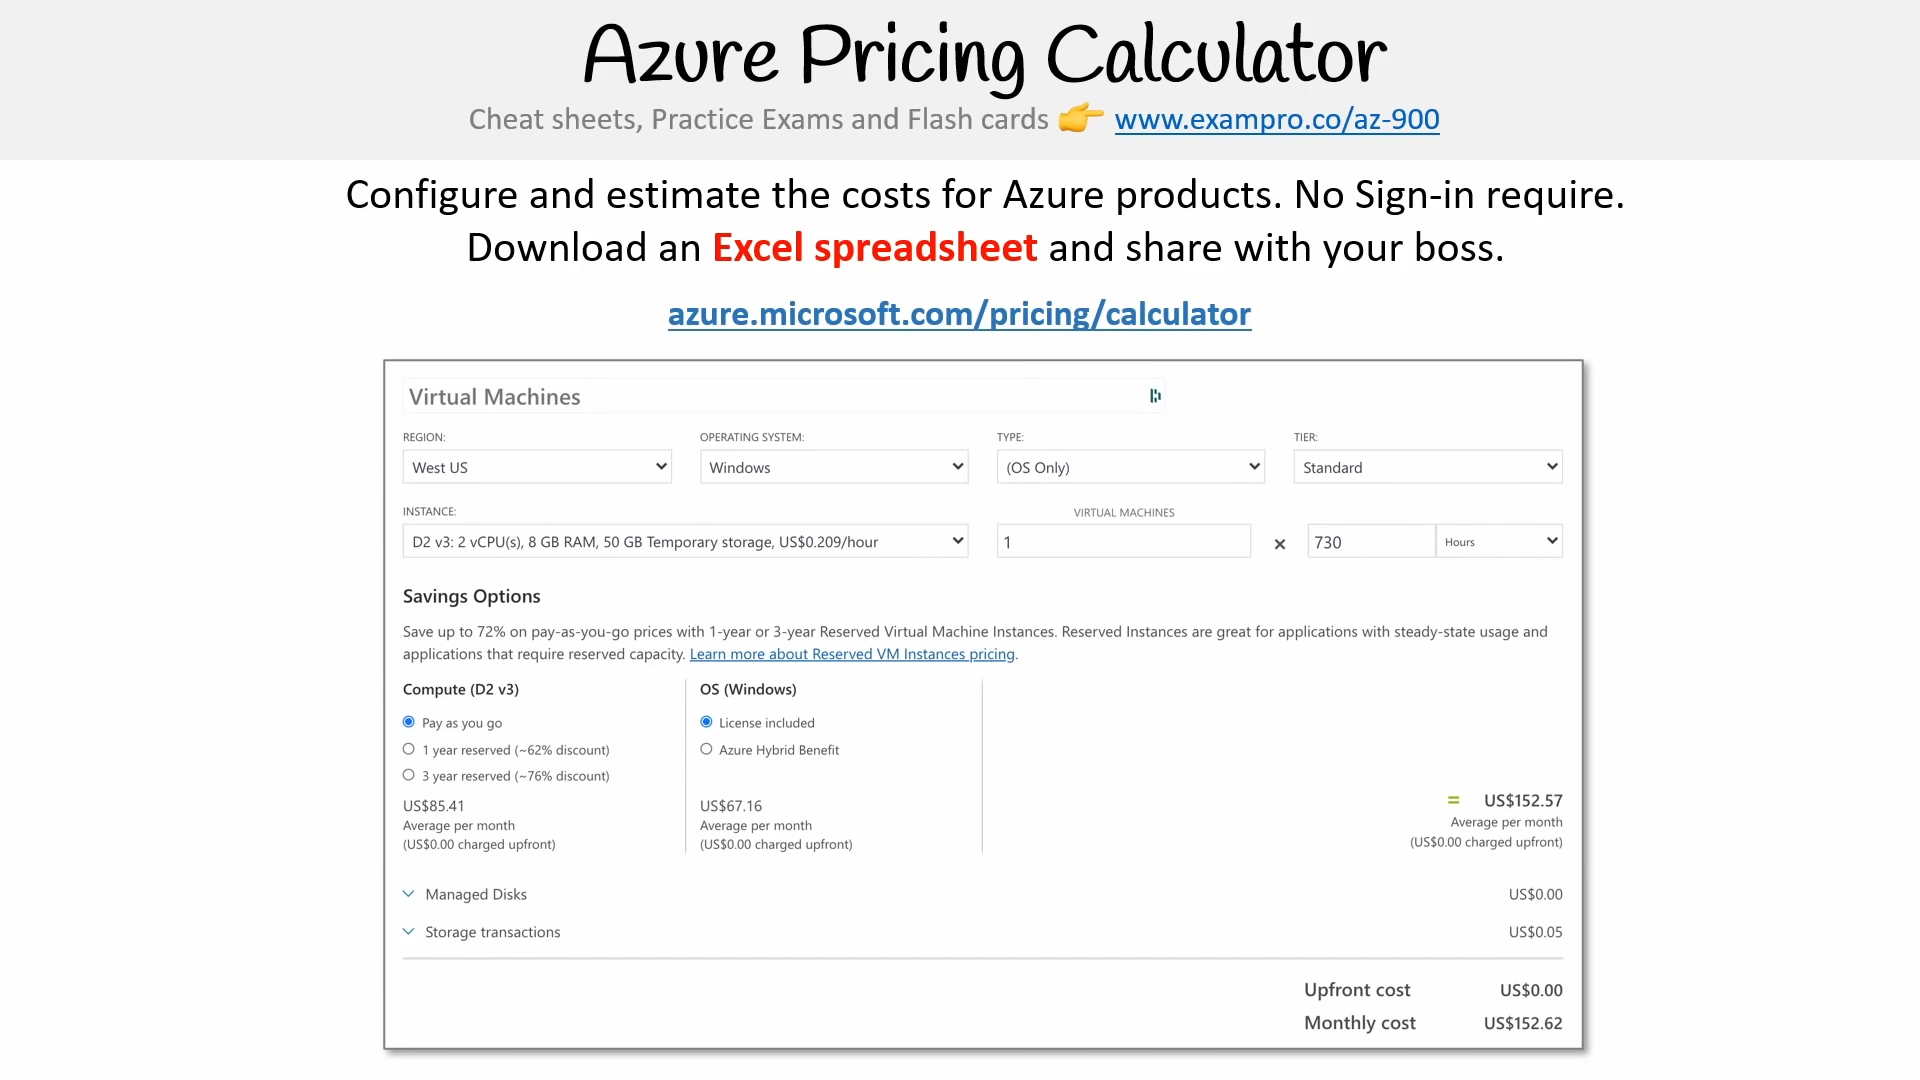 Azure Pricing Calculator
Cheat sheets, Practice Exams and Flash cards 👉 www.exampro.co/az-900
Configure and estimate the costs for Azure products. No Sign-in require.
Download an Excel spreadsheet and share with your boss.
azure.microsoft.com/pricing/calculator
Virtual Machines
REGION: OPERATING SYSTEM: TYPE: TIER:
West US Windows (OS Only) Standard
INSTANCE: VIRTUAL MACHINES
D2 v3: 2 vCPU(s), 8 GB RAM, 50 GB Temporary storage, US$0.209/hour 1 × 730 Hours
Savings Options
Save up to 72% on pay-as-you-go prices with 1-year or 3-year Reserved Virtual Machine Instances. Reserved Instances are great for applications with steady-state usage and
applications that require reserved capacity. Learn more about Reserved VM Instances pricing.
Compute (D2 v3)
Pay as you go
1 year reserved (~62% discount)
3 year reserved (~76% discount)
US$85.41
Average per month
(US$0.00 charged upfront)
OS (Windows)
License included
Azure Hybrid Benefit
US$67.16
Average per month
(US$0.00 charged upfront)
= US$152.57
Average per month
(US$0.00 charged upfront)
Managed Disks US$0.00
Storage transactions US$0.05
Upfront cost US$0.00
Monthly cost US$152.62